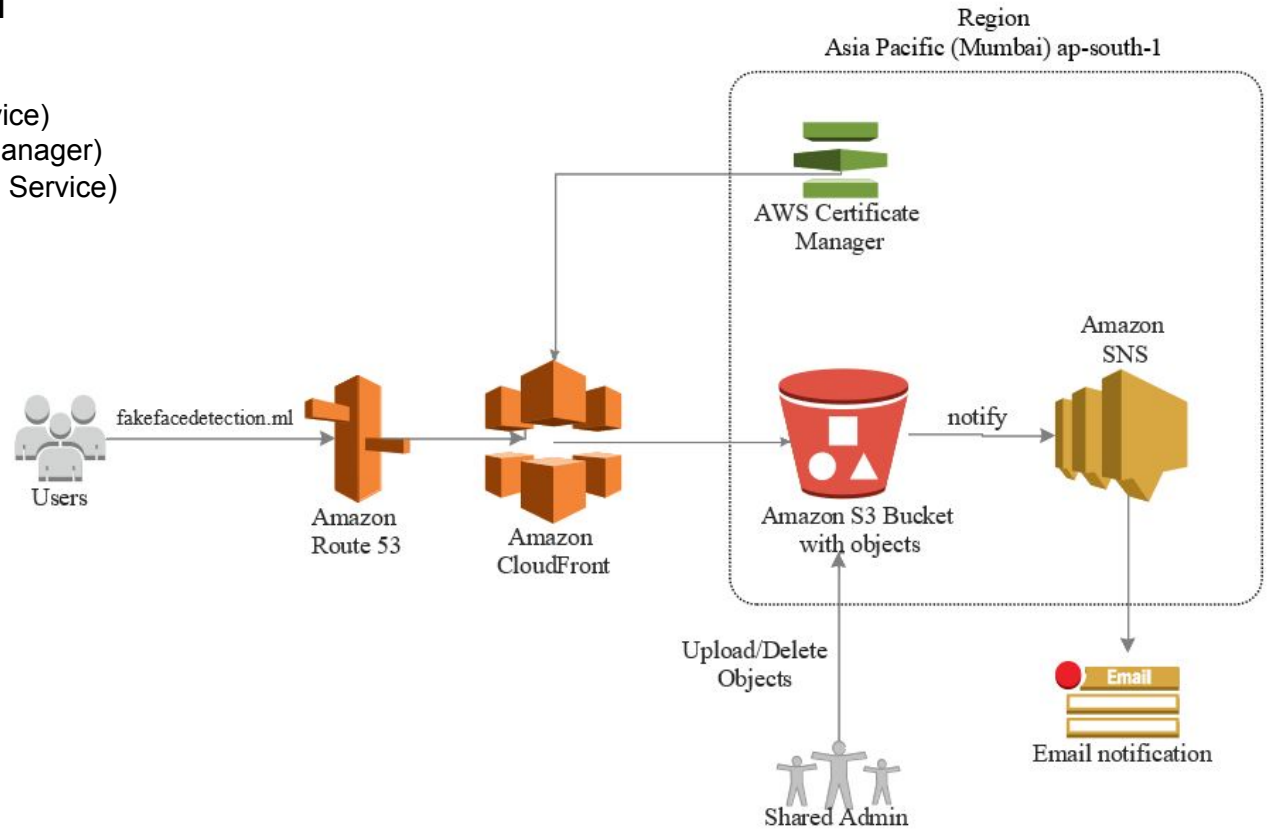 vice)
anager)
Service)
Region
Asia Pacific (Mumbai) ap-south-1
AWS Certificate
Manager
Amazon
SNS
fakefacedetection.ml
notify
Users
Amazon
Route 53
Amazon
CloudFront
Amazon S3 Bucket
with objects
Upload/Delete
Objects
Email
Email notification
Shared Admin